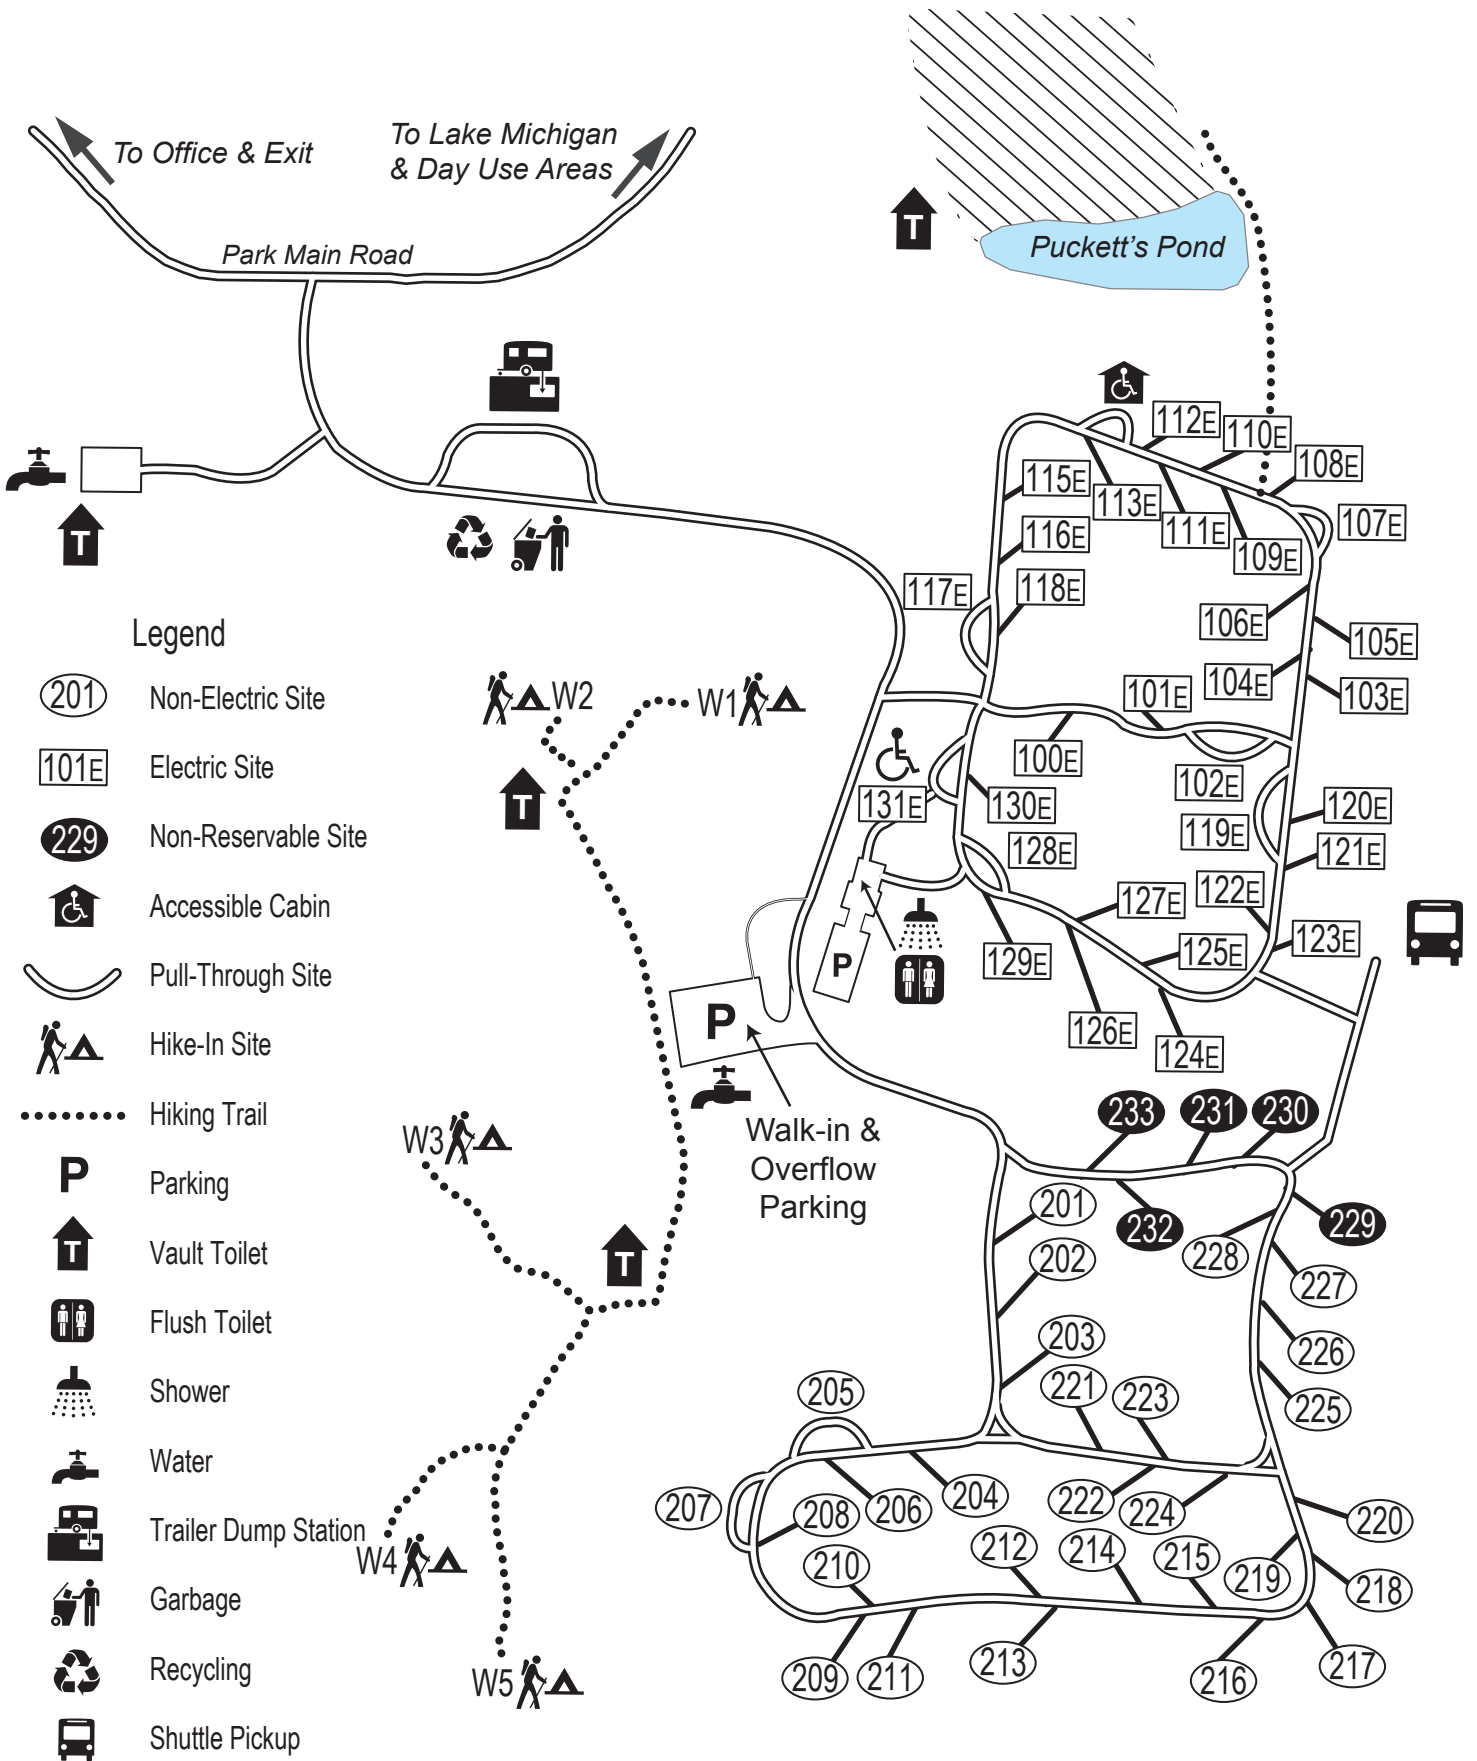 To Office & Exit
To Lake Michigan
& Day Use Areas
Park Main Road
T
Puckett's Pond
T
112E
110E
108E
115E
113E
111E
109E
107E
116E
117E
118E
106E
105E
104E
103E
101E
100E
102E
131E
130E
128E
119E
120E
121E
122E
127E
123E
129E
125E
126E
124E
P
P
Walk-in &
Overflow
Parking
W2
W1
T
W3
T
W4
W5
233
231
230
201
232
229
228
202
227
203
226
221
223
225
205
207
208
206
204
222
224
220
210
212
214
215
219
218
209
211
213
216
217
Legend
201 Non-Electric Site
101E Electric Site
229 Non-Reservable Site
Accessible Cabin
Pull-Through Site
Hike-In Site
Hiking Trail
P Parking
T Vault Toilet
Flush Toilet
Shower
Water
Trailer Dump Station
Garbage
Recycling
Shuttle Pickup